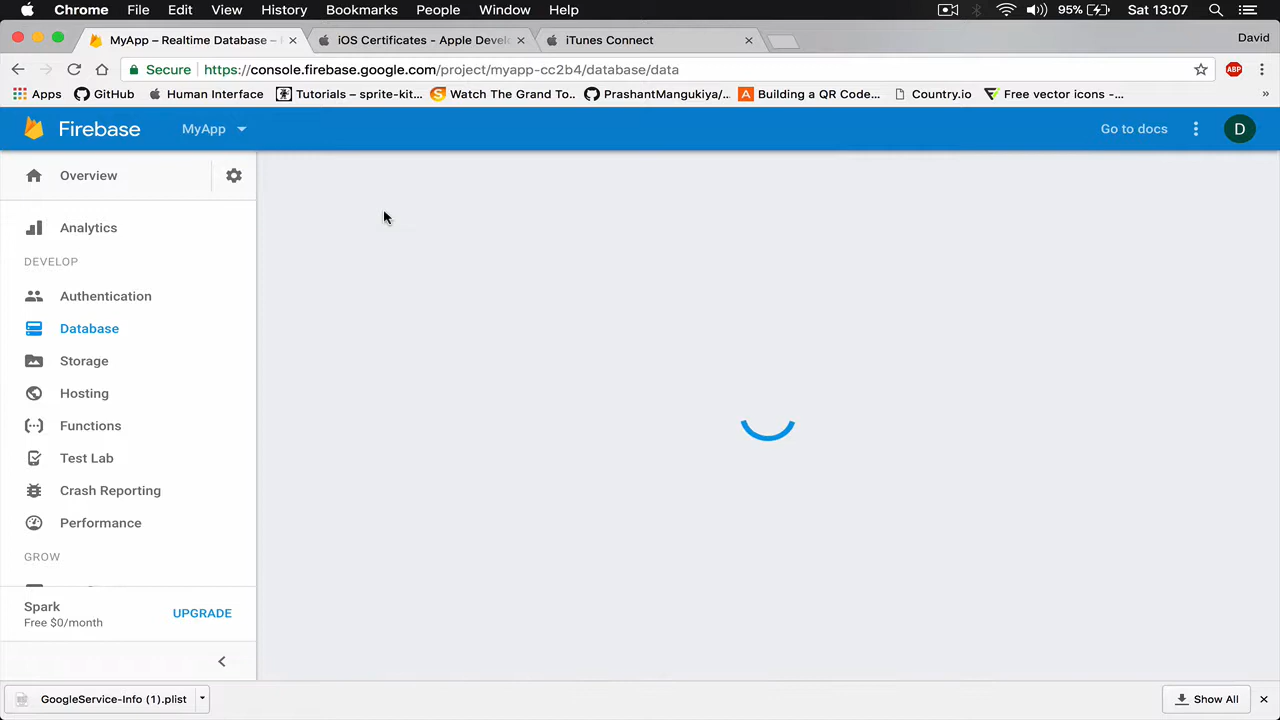 Chrome File Edit View History Bookmarks People Window Help 95% Sat 13:07
MyApp – Realtime Database – iOS Certificates - Apple Develo iTunes Connect David
Secure https://console.firebase.google.com/project/myapp-cc2b4/database/data ABP
Apps GitHub Human Interface Tutorials – sprite-kit... Watch The Grand To.. PrashantMangukiya/... Building a QR Code... Country.io Free vector icons -... »
Firebase MyApp Go to docs D
Overview
Analytics
DEVELOP
Authentication
Database
Storage
Hosting
Functions
Test Lab
Crash Reporting
Performance
GROW
Spark
Free $0/month
UPGRADE
GoogleService-Info (1).plist Show All